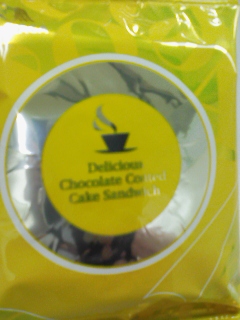 Delicious
Chocolate Coated
Cake Sandwich